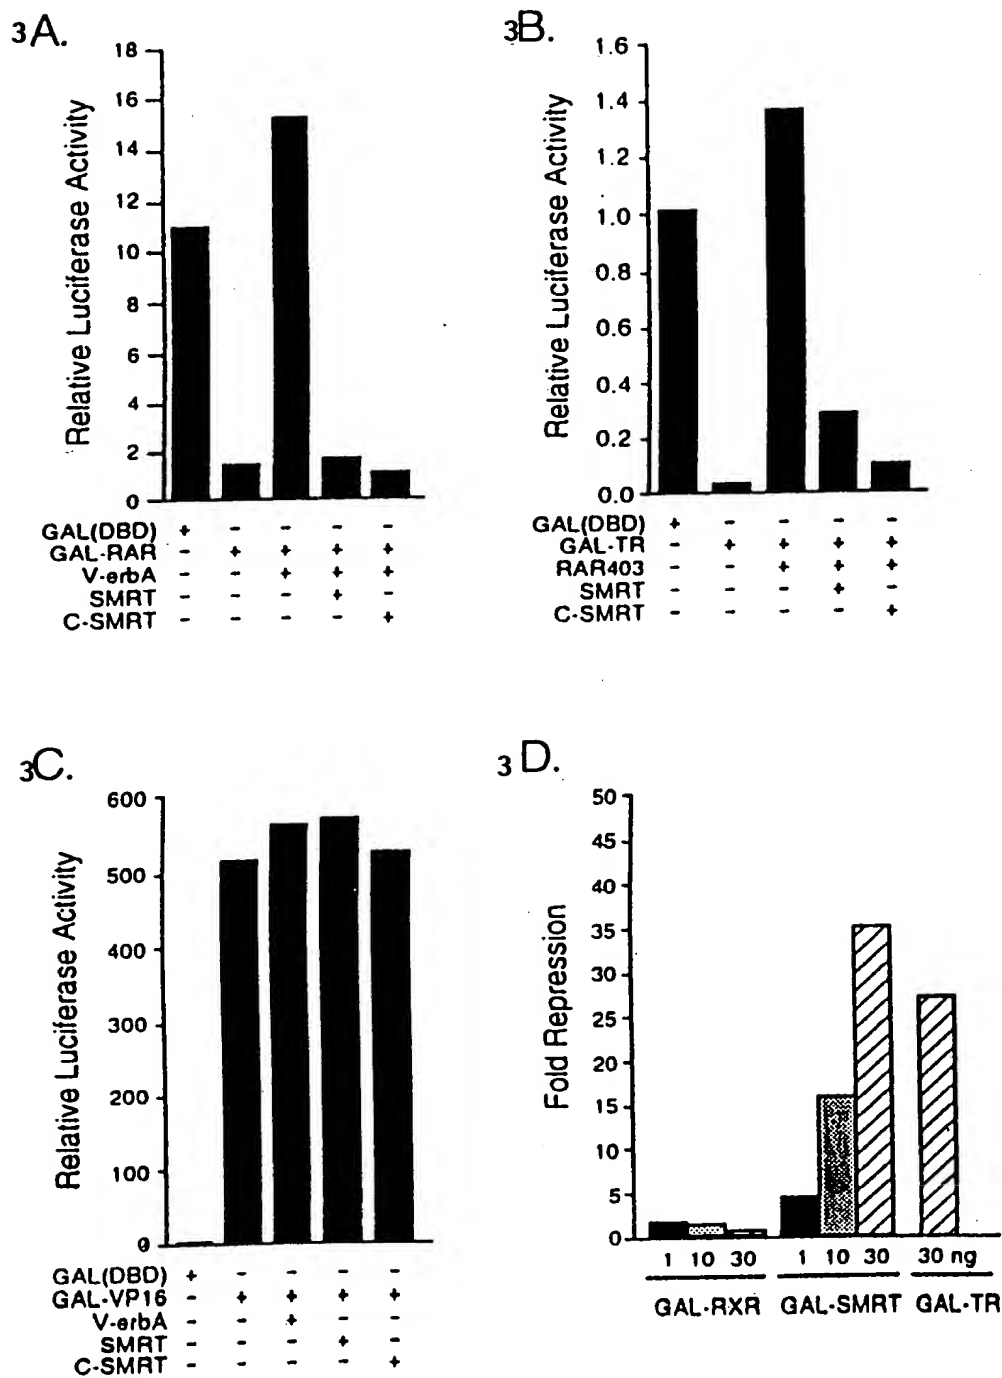 3A.
Relative Luciferase Activity
18
16
14
12
10
8
6
4
2
0
GAL(DBD) + - - - -
GAL-RAR - + + + +
V-erbA - - + + +
SMRT - - - + -
C-SMRT - - - - +
3B.
Relative Luciferase Activity
1.6
1.4
1.2
1.0
0.8
0.6
0.4
0.2
0.0
GAL(DBD) + - - - -
GAL-TR - + + + +
RAR403 - - + + +
SMRT - - - + -
C-SMRT - - - - +
3C.
Relative Luciferase Activity
600
500
400
300
200
100
0
GAL(DBD) + - - - -
GAL-VP16 - + + + +
V-erbA - - + - -
SMRT - - - + -
C-SMRT - - - - +
3D.
Fold Repression
50
45
40
35
30
25
20
15
10
5
0
1 10 30 1 10 30 30 ng
GAL-RXR GAL-SMRT GAL-TR